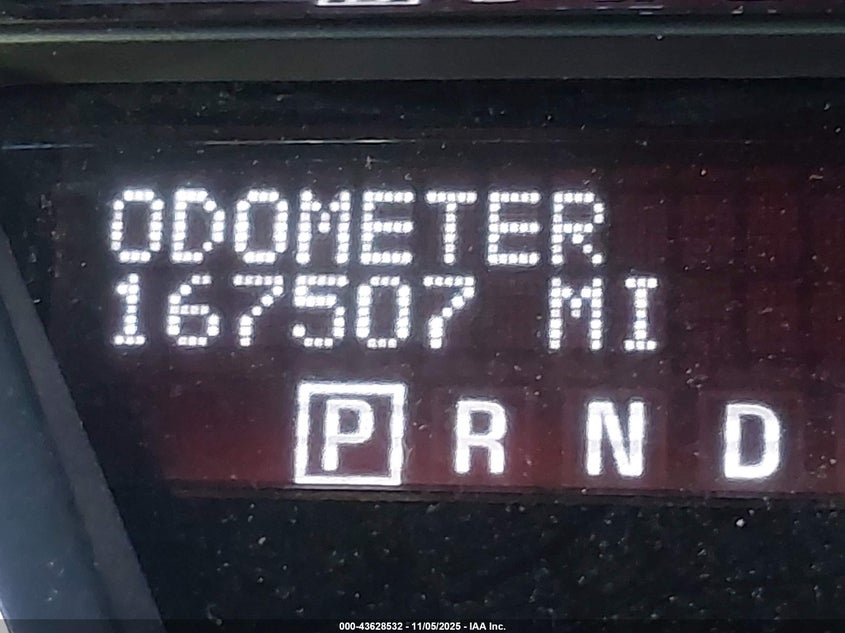 ODOMETER
167507 MI
P R N D
000-43628532 - 11/05/2025 - IAA Inc.